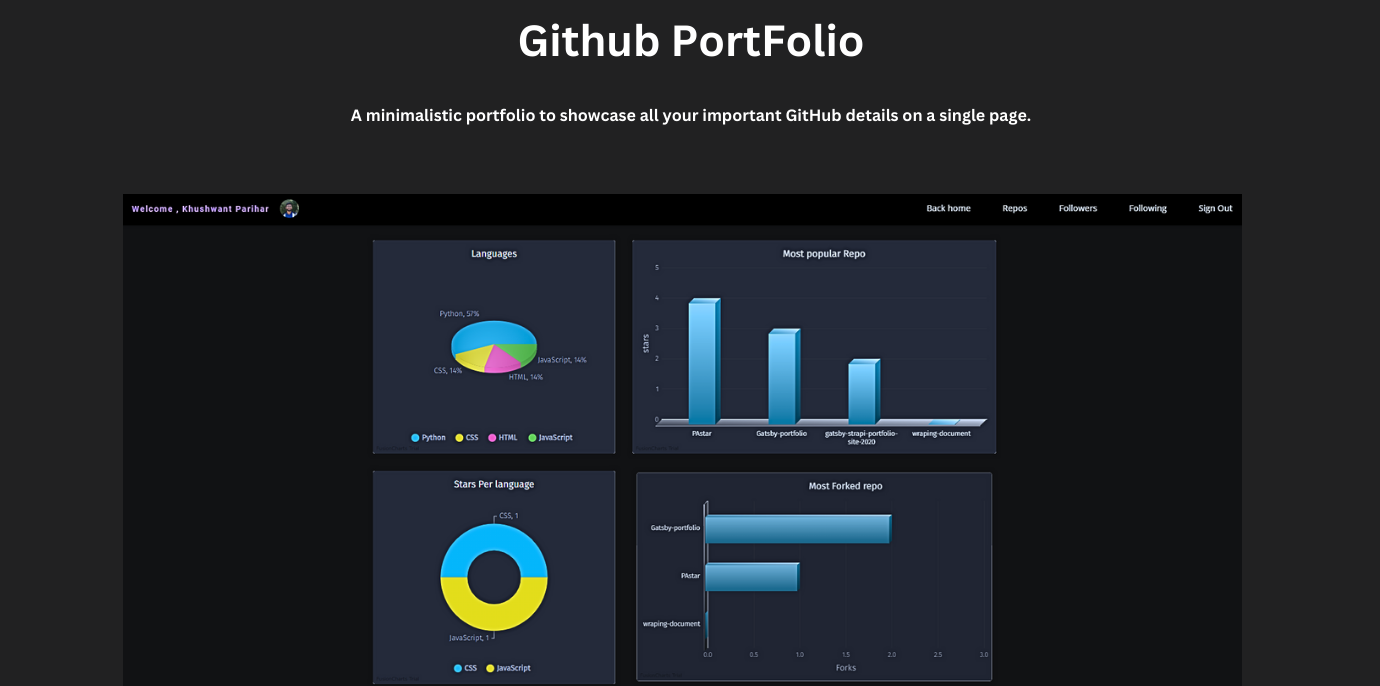 Github PortFolio
A minimalistic portfolio to showcase all your important GitHub details on a single page.
Welcome , Khushwant Parihar
Back home Repos Followers Following Sign Out
Languages
Python, 57%
JavaScript, 14%
CSS, 14%
HTML, 14%
Python CSS HTML JavaScript
Most popular Repo
5
4
3
2
1
0
stars
PAstar Gatsby-portfolio gatsby-strapi-portfolio- wraping-document
site-2020
Stars Per language
CSS, 1
JavaScript, 1
CSS JavaScript
Most Forked repo
Gatsby-portfolio
PAstar
wraping-document
0.0 0.5 1.0 1.5 2.0 2.5 3.0
Forks